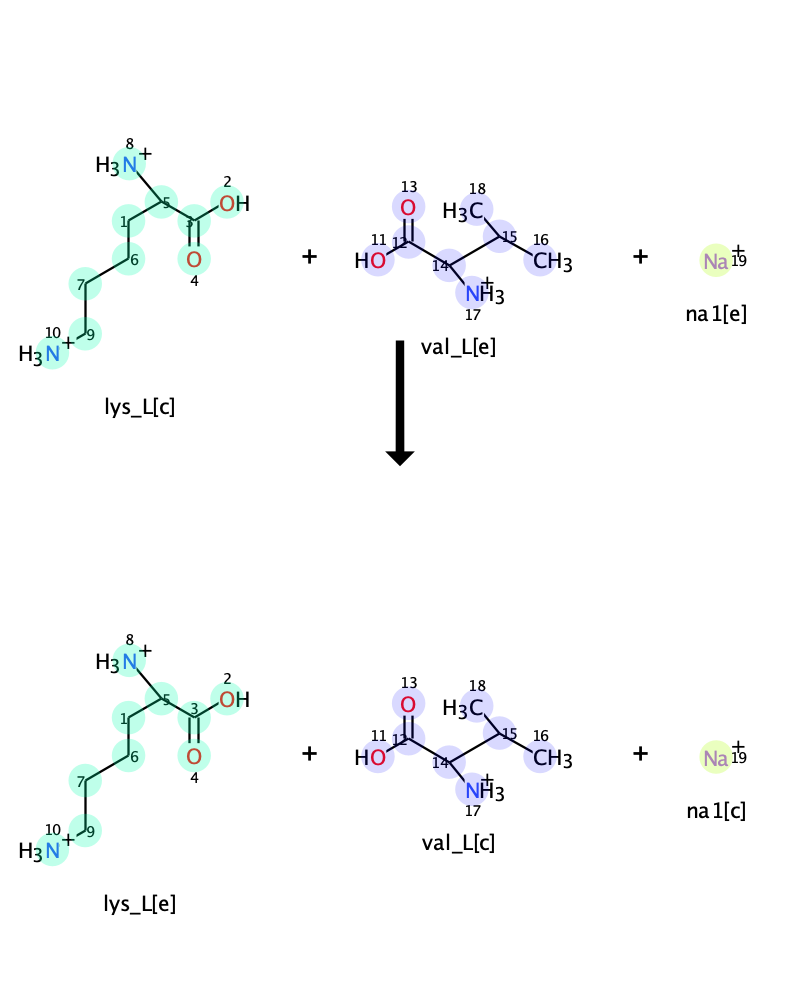 8
H3N+
5
2
OH
1
3
6
O
4
7
10
H3N+
9
lys_L[c]
+
13
O
18
H3C
11
HO
12
15
16
CH3
14
NH3+
17
val_L[e]
+
Na+
19
na1[e]
8
H3N+
5
2
OH
1
3
6
O
4
7
10
H3N+
9
lys_L[e]
+
13
O
18
H3C
11
HO
12
15
16
CH3
14
NH3+
17
val_L[c]
+
Na+
19
na1[c]